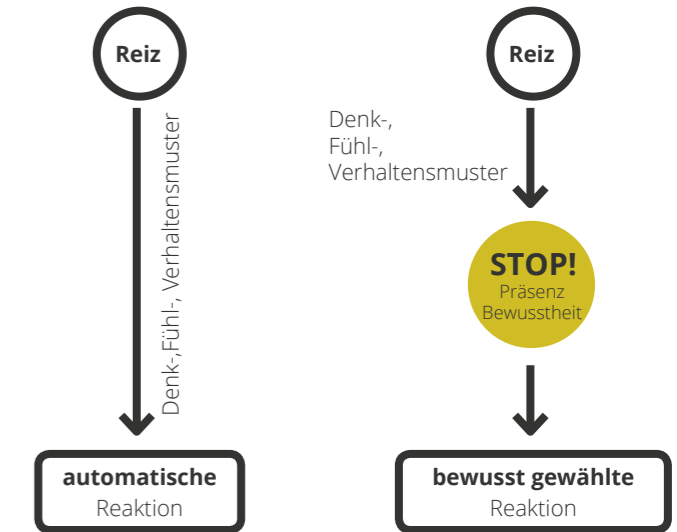 Reiz
Denk-,Fühl-, Verhaltensmuster
automatische
Reaktion
Reiz
Denk-,
Fühl-,
Verhaltensmuster
STOP!
Präsenz
Bewusstheit
bewusst gewählte
Reaktion